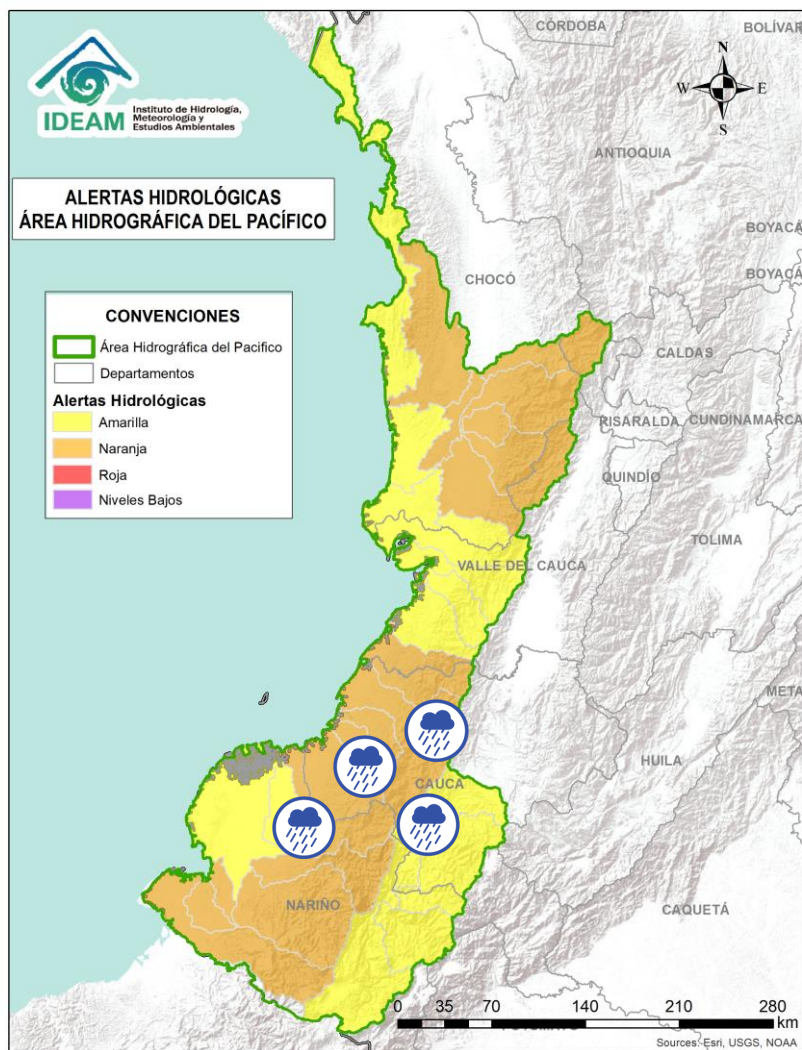 IDEAM
Instituto de Hidrología,
Meteorología y
Estudios Ambientales
ALERTAS HIDROLÓGICAS
ÁREA HIDROGRÁFICA DEL PACÍFICO
CONVENCIONES
Área Hidrográfica del Pacifico
Departamentos
Alertas Hidrológicas
Amarilla
Naranja
Roja
Niveles Bajos
N
W
E
S
CÓRDOBA
BOLÍVAR
ANTIOQUIA
BOYACÁ
CHOCÓ
BOYACÁ
CALDAS
RISARALDA
CUNDINAMARCA
QUINDÍO
TOLIMA
VALLE DEL CAUCA
META
HUILA
CAUCA
NARIÑO
CAQUETÁ
0 35 70 140 210 280
km
Sources: Esri, USGS, NOAA